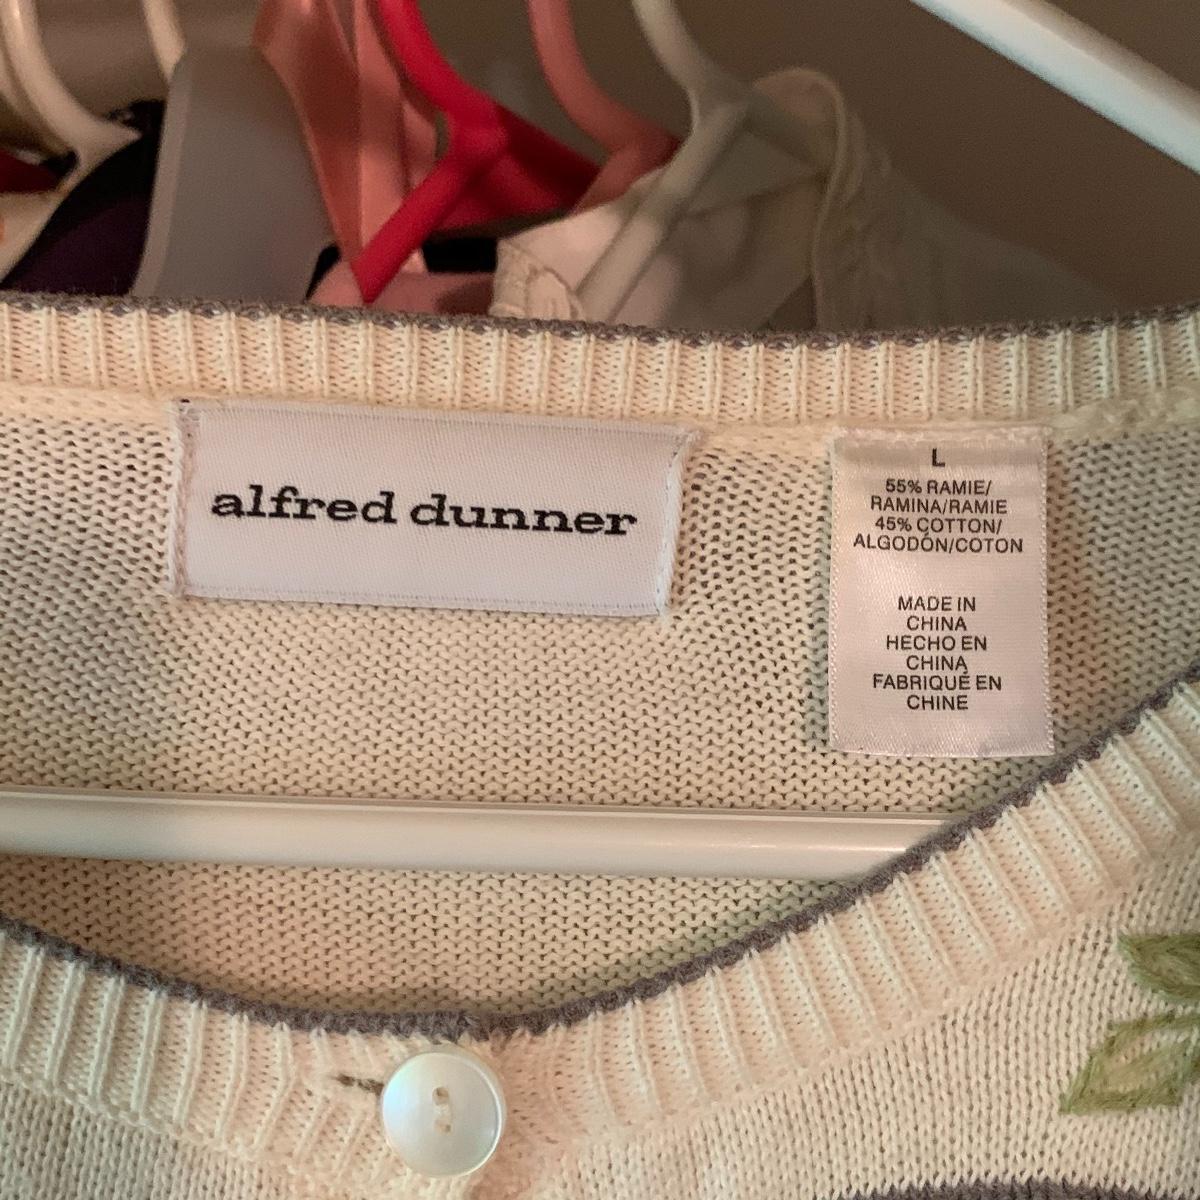 alfred dunner
L
55% RAMIE/
RAMINA/RAMIE
45% COTTON/
ALGODÓN/COTON
MADE IN
CHINA
HECHO EN
CHINA
FABRIQUÉ EN
CHINE